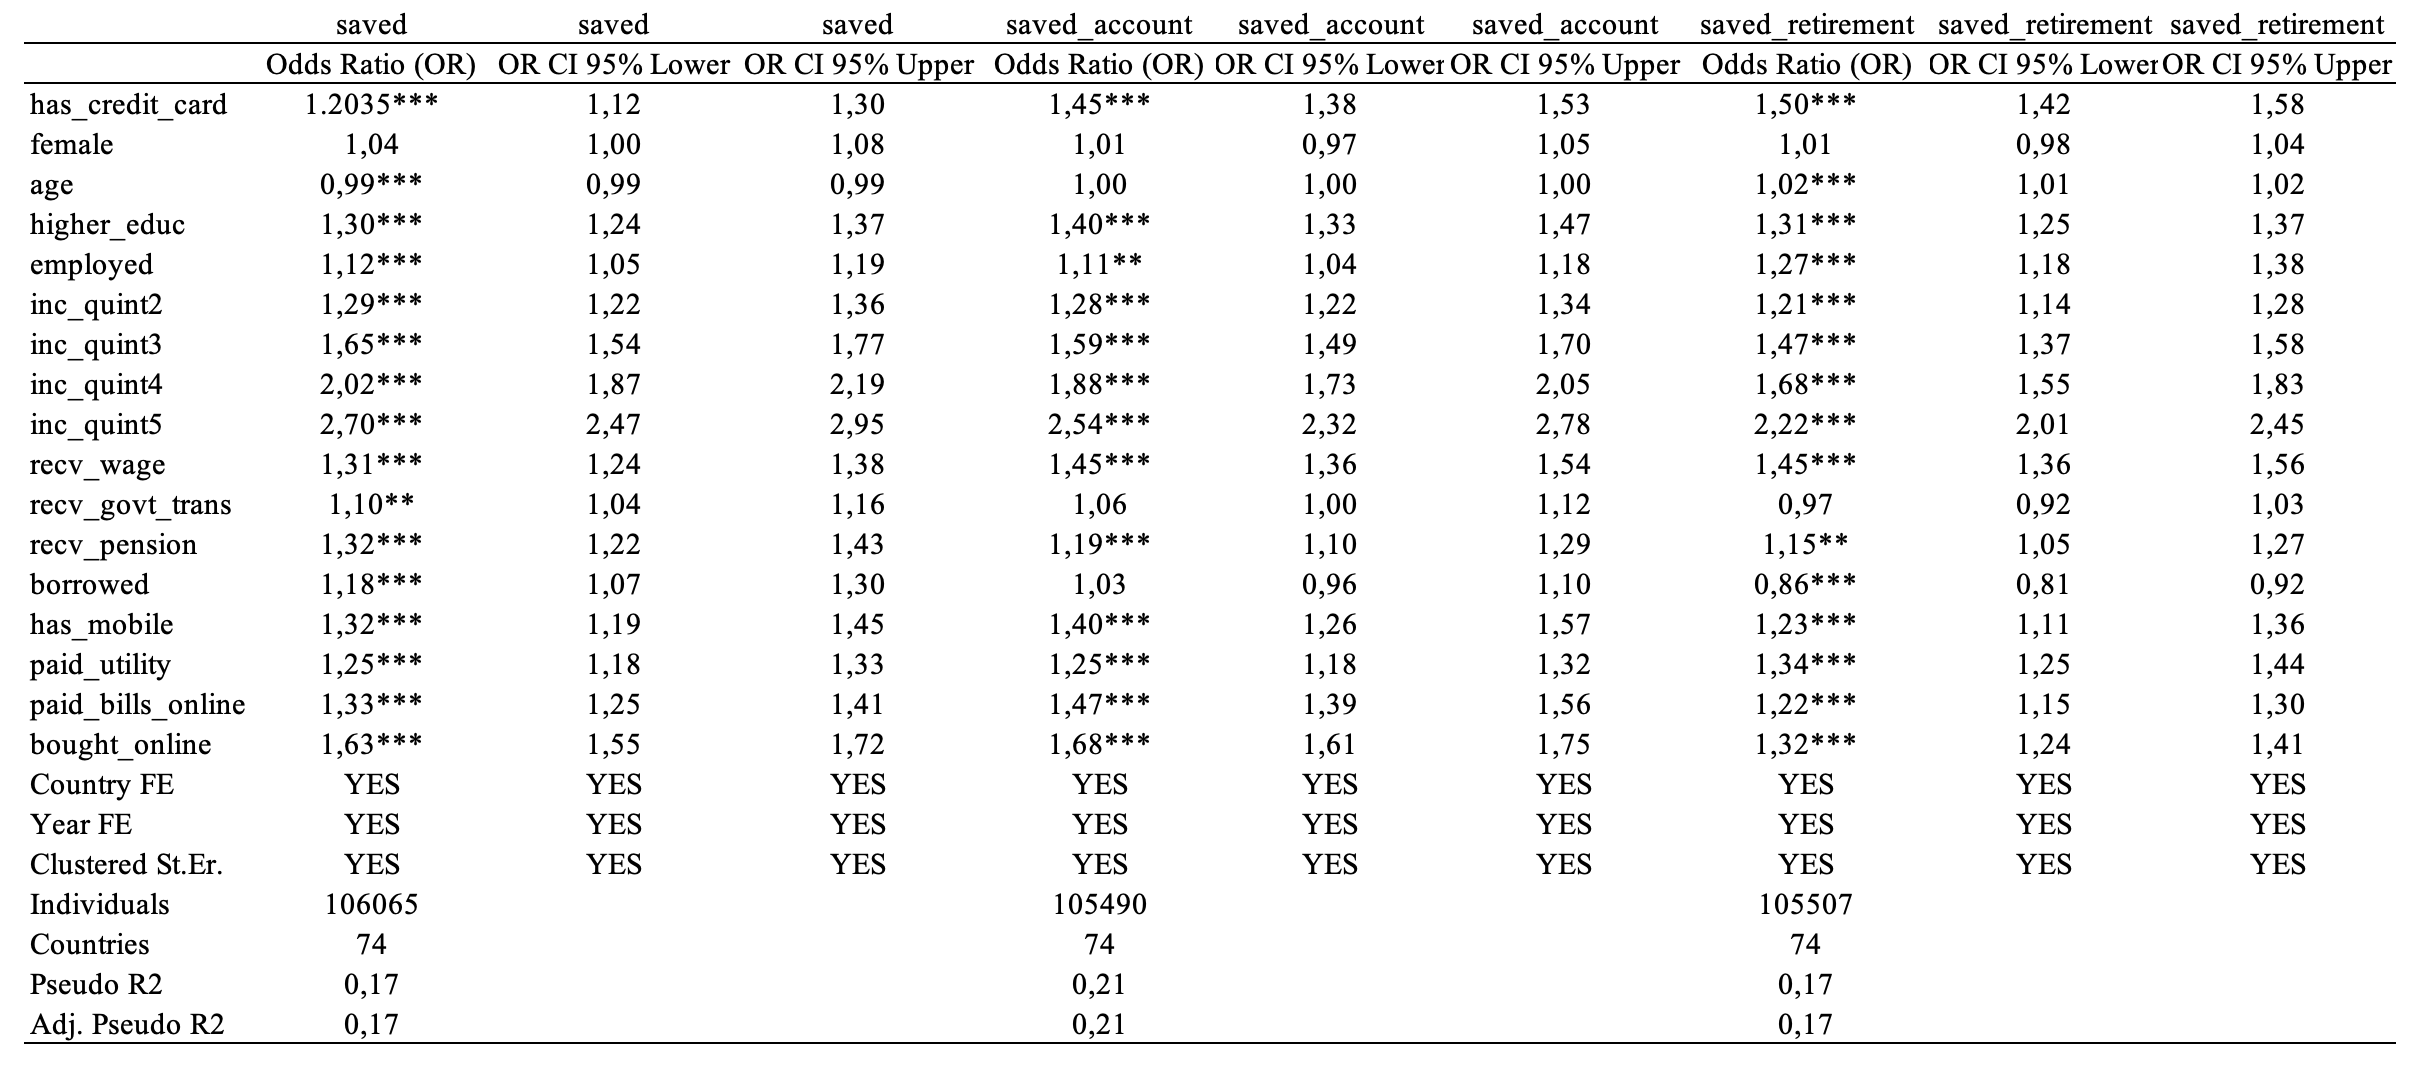 saved saved saved saved_account saved_account saved_account saved_retirement saved_retirement saved_retirement
Odds Ratio (OR) OR CI 95% Lower OR CI 95% Upper Odds Ratio (OR) OR CI 95% Lower OR CI 95% Upper Odds Ratio (OR) OR CI 95% Lower OR CI 95% Upper
has_credit_card 1.2035*** 1,12 1,30 1,45*** 1,38 1,53 1,50*** 1,42 1,58
female 1,04 1,00 1,08 1,01 0,97 1,05 1,01 0,98 1,04
age 0,99*** 0,99 0,99 1,00 1,00 1,00 1,02*** 1,01 1,02
higher_educ 1,30*** 1,24 1,37 1,40*** 1,33 1,47 1,31*** 1,25 1,37
employed 1,12*** 1,05 1,19 1,11** 1,04 1,18 1,27*** 1,18 1,38
inc_quint2 1,29*** 1,22 1,36 1,28*** 1,22 1,34 1,21*** 1,14 1,28
inc_quint3 1,65*** 1,54 1,77 1,59*** 1,49 1,70 1,47*** 1,37 1,58
inc_quint4 2,02*** 1,87 2,19 1,88*** 1,73 2,05 1,68*** 1,55 1,83
inc_quint5 2,70*** 2,47 2,95 2,54*** 2,32 2,78 2,22*** 2,01 2,45
recv_wage 1,31*** 1,24 1,38 1,45*** 1,36 1,54 1,45*** 1,36 1,56
recv_govt_trans 1,10** 1,04 1,16 1,06 1,00 1,12 0,97 0,92 1,03
recv_pension 1,32*** 1,22 1,43 1,19*** 1,10 1,29 1,15** 1,05 1,27
borrowed 1,18*** 1,07 1,30 1,03 0,96 1,10 0,86*** 0,81 0,92
has_mobile 1,32*** 1,19 1,45 1,40*** 1,26 1,57 1,23*** 1,11 1,36
paid_utility 1,25*** 1,18 1,33 1,25*** 1,18 1,32 1,34*** 1,25 1,44
paid_bills_online 1,33*** 1,25 1,41 1,47*** 1,39 1,56 1,22*** 1,15 1,30
bought_online 1,63*** 1,55 1,72 1,68*** 1,61 1,75 1,32*** 1,24 1,41
Country FE YES YES YES YES YES YES YES YES YES
Year FE YES YES YES YES YES YES YES YES YES
Clustered St.Er. YES YES YES YES YES YES YES YES YES
Individuals 106065 105490 105507
Countries 74 74 74
Pseudo R2 0,17 0,21 0,17
Adj. Pseudo R2 0,17 0,21 0,17